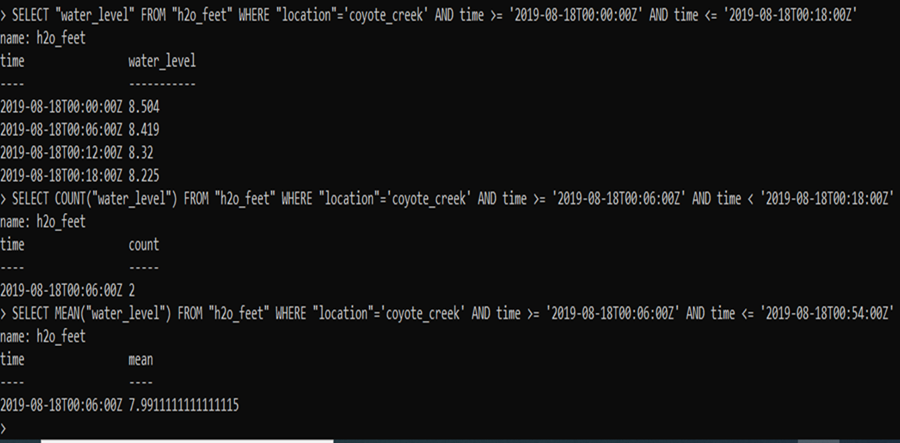 > SELECT "water_level" FROM "h2o_feet" WHERE "location"='coyote_creek' AND time >= '2019-08-18T00:00:00Z' AND time <= '2019-08-18T00:18:00Z'
name: h2o_feet
time                 water_level
----                 -----------
2019-08-18T00:00:00Z 8.504
2019-08-18T00:06:00Z 8.419
2019-08-18T00:12:00Z 8.32
2019-08-18T00:18:00Z 8.225
> SELECT COUNT("water_level") FROM "h2o_feet" WHERE "location"='coyote_creek' AND time >= '2019-08-18T00:06:00Z' AND time < '2019-08-18T00:18:00Z'
name: h2o_feet
time                 count
----                 -----
2019-08-18T00:06:00Z 2
> SELECT MEAN("water_level") FROM "h2o_feet" WHERE "location"='coyote_creek' AND time >= '2019-08-18T00:06:00Z' AND time <= '2019-08-18T00:54:00Z'
name: h2o_feet
time                 mean
----                 ----
2019-08-18T00:06:00Z 7.9911111111111115
>